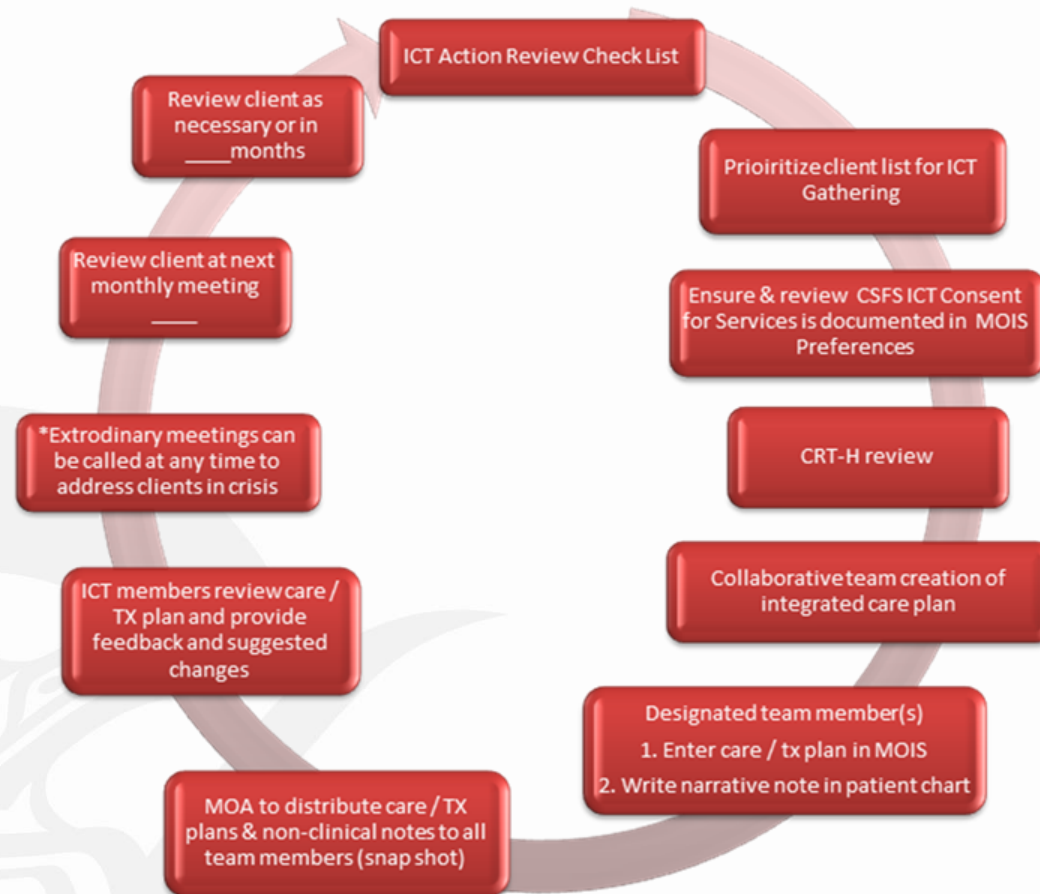 ICT Action Review Check List
Prioiritize client list for ICT
Gathering
Ensure & review CSFS ICT Consent
for Services is documented in MOIS
Preferences
CRT-H review
Collaborative team creation of
integrated care plan
Designated team member(s)
1. Enter care / tx plan in MOIS
2. Write narrative note in patient chart
MOA to distribute care / TX
plans & non-clinical notes to all
team members (snap shot)
ICT members review care /
TX plan and provide
feedback and suggested
changes
*Extrodinary meetings can
be called at any time to
address clients in crisis
Review client at next
monthly meeting
____
Review client as
necessary or in
____months